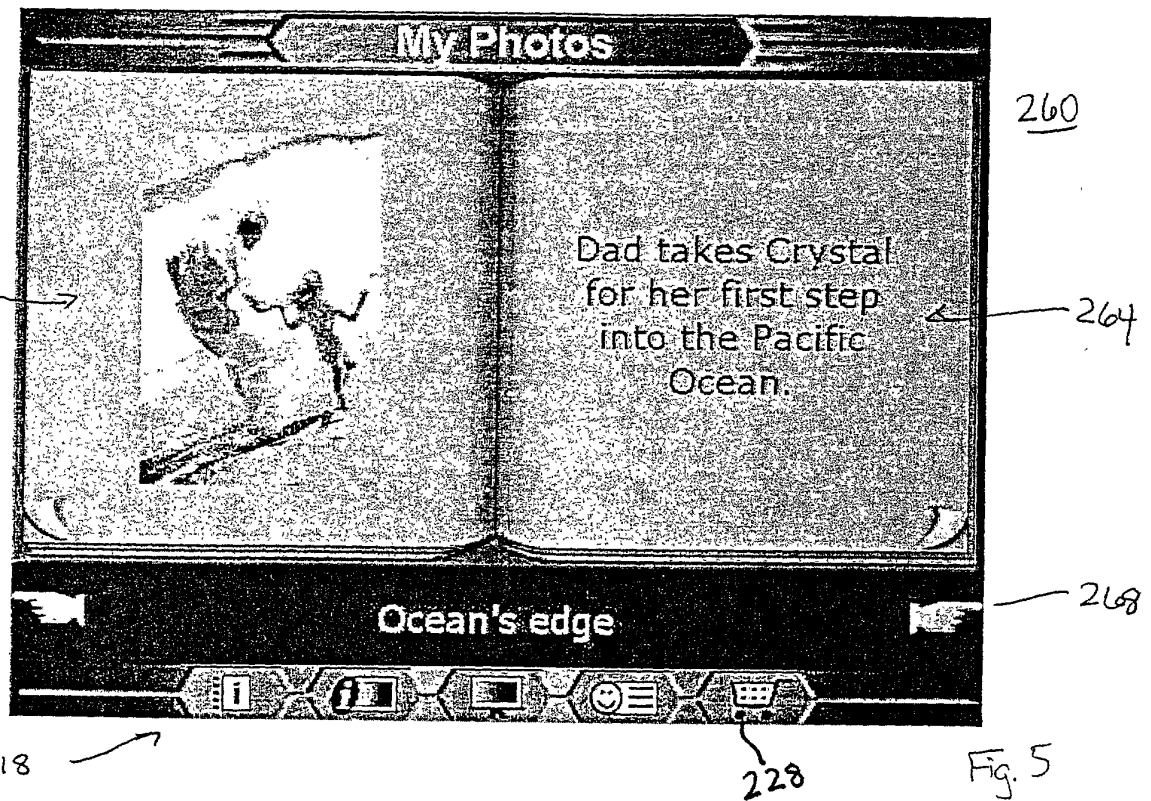 My Photos
260
Dad takes Crystal
for her first step
into the Pacific
Ocean.
264
268
Ocean's edge
i
i
18
228
Fig. 5